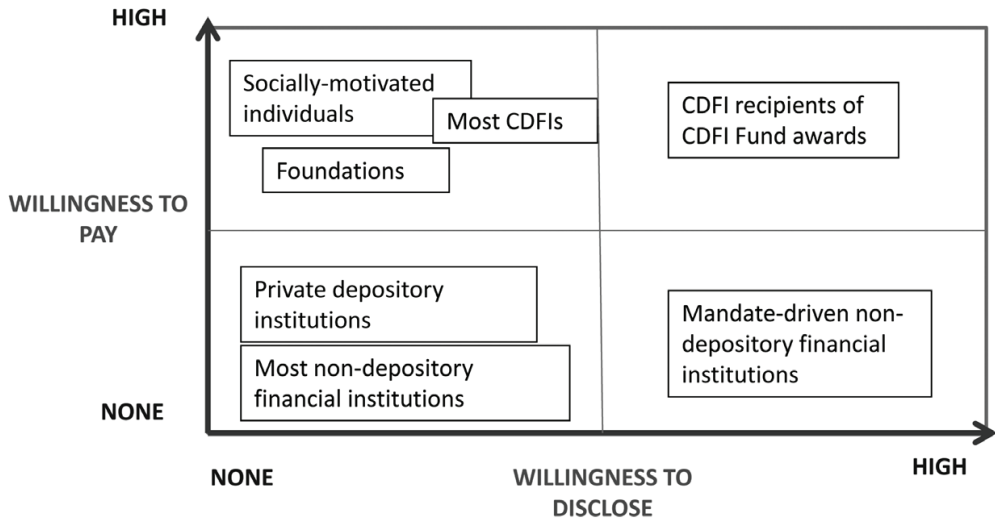 HIGH
Socially-motivated
individuals
Most CDFIs
CDFI recipients of
CDFI Fund awards
Foundations
WILLINGNESS TO
PAY
Private depository
institutions
Mandate-driven non-
depository financial
institutions
Most non-depository
financial institutions
NONE
NONE
WILLINGNESS TO
DISCLOSE
HIGH